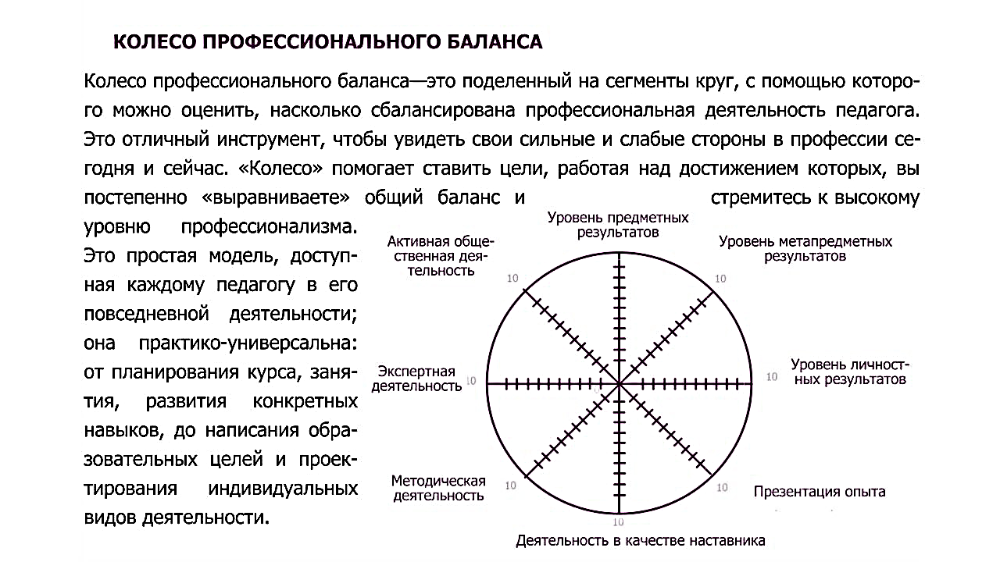 КОЛЕСО ПРОФЕССИОНАЛЬНОГО БАЛАНСА
Колесо профессионального баланса—это поделенный на сегменты круг, с помощью которо-
го можно оценить, насколько сбалансирована профессиональная деятельность педагога.
Это отличный инструмент, чтобы увидеть свои сильные и слабые стороны в профессии се-
годня и сейчас. «Колесо» помогает ставить цели, работая над достижением которых, вы
постепенно «выравниваете» общий баланс и стремитесь к высокому
уровню профессионализма.
Это простая модель, доступ-
ная каждому педагогу в его
повседневной деятельности;
она практико-универсальна:
от планирования курса, заня-
тия, развития конкретных
навыков, до написания обра-
зовательных целей и проек-
тирования индивидуальных
видов деятельности.
Уровень предметных
результатов
Активная обще-
ственная дея-
тельность
10
Уровень метапредметных
результатов
10
Экспертная
деятельность
10
Уровень личност-
ных результатов
10
0
Методическая
деятельность
10
10
Презентация опыта
10
Деятельность в качестве наставника